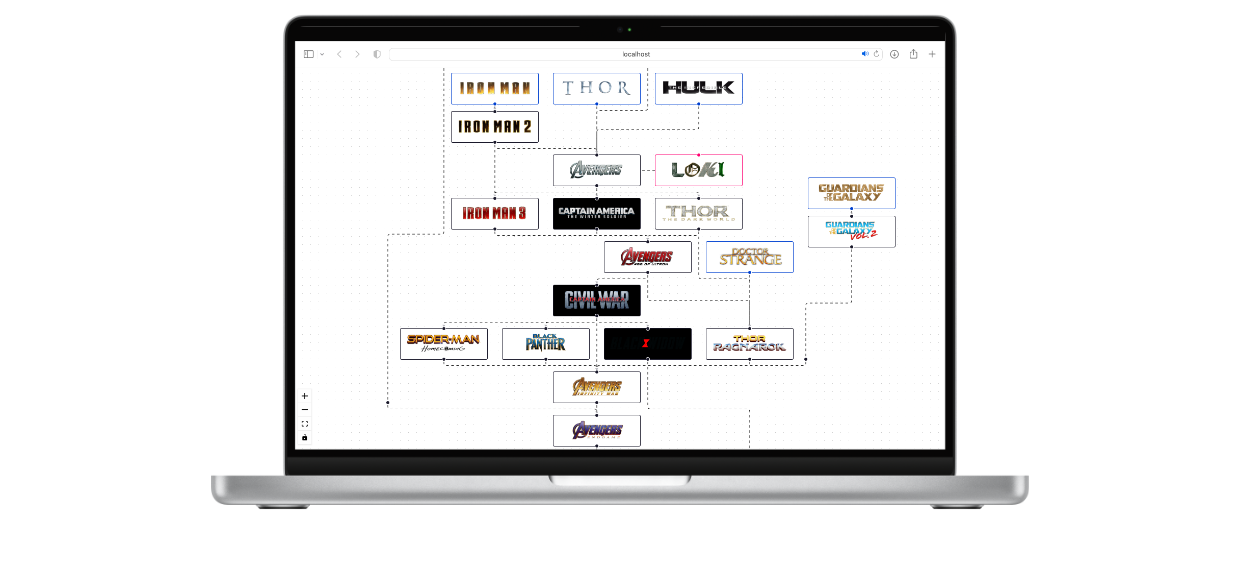 localhost
IRON MAN
THOR
HULK
IRON MAN 2
AVENGERS
LOKI
GUARDIANS
OF THE GALAXY
IRON MAN 3
CAPTAIN AMERICA
THE WINTER SOLDIER
THOR
THE DARK WORLD
GUARDIANS
OF THE GALAXY
VOL. 2
AVENGERS
AGE OF ULTRON
DOCTOR
STRANGE
CIVIL WAR
SPIDER-MAN
HOMECOMING
BLACK
PANTHER
X
THOR
RAGNAROK
AVENGERS
INFINITY WAR
AVENGERS
ENDGAME